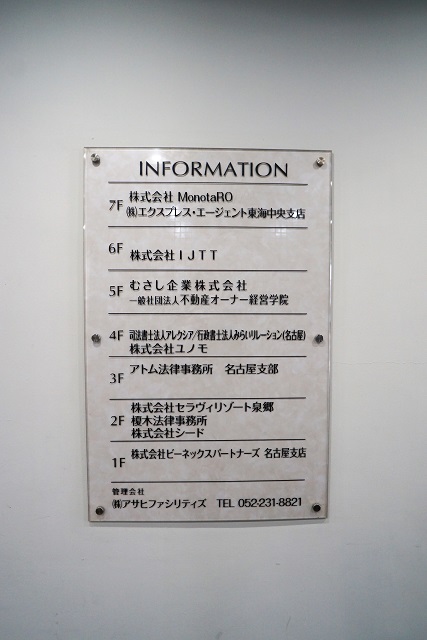 INFORMATION
7F 株式会社 MonotaRO
㈱エクスプレス・エージェント東海中央支店
6F 株式会社 I J T T
5F むさし企業株式会社
一般社団法人 不動産オーナー経営学院
4F 司法書士法人アレクシア/行政書士法人みらいリレーション(名古屋)
株式会社ユノモ
3F アトム法律事務所 名古屋支部
株式会社セラヴィリゾート泉郷
2F 榎木法律事務所
株式会社シード
1F 株式会社ビーネックスパートナーズ 名古屋支店
管理会社
㈱アサヒファシリティズ TEL 052-231-8821